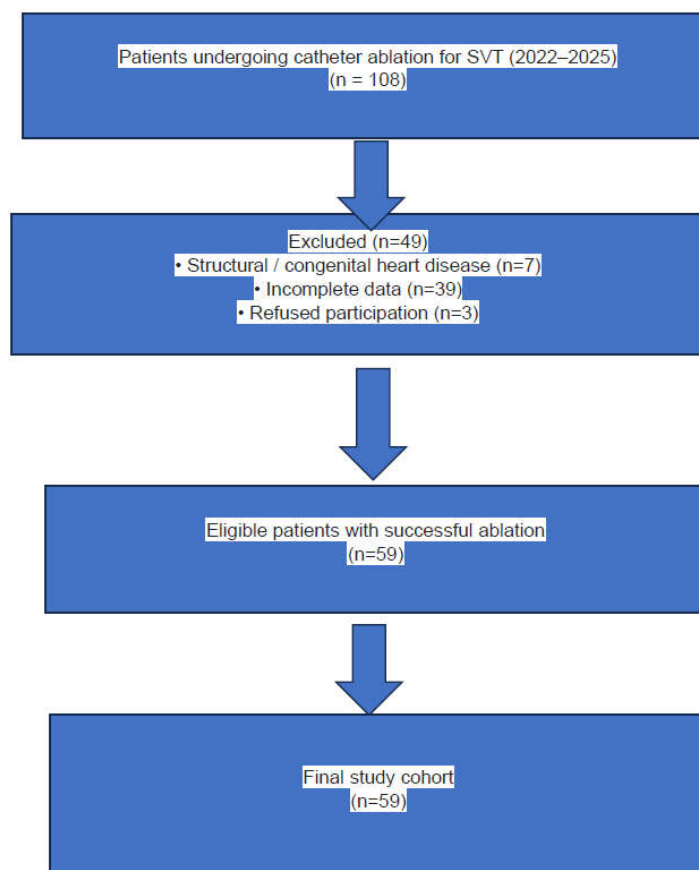 Patients undergoing catheter ablation for SVT (2022–2025)
(n = 108)
Excluded (n=49)
• Structural / congenital heart disease (n=7)
• Incomplete data (n=39)
• Refused participation (n=3)
Eligible patients with successful ablation
(n=59)
Final study cohort
(n=59)